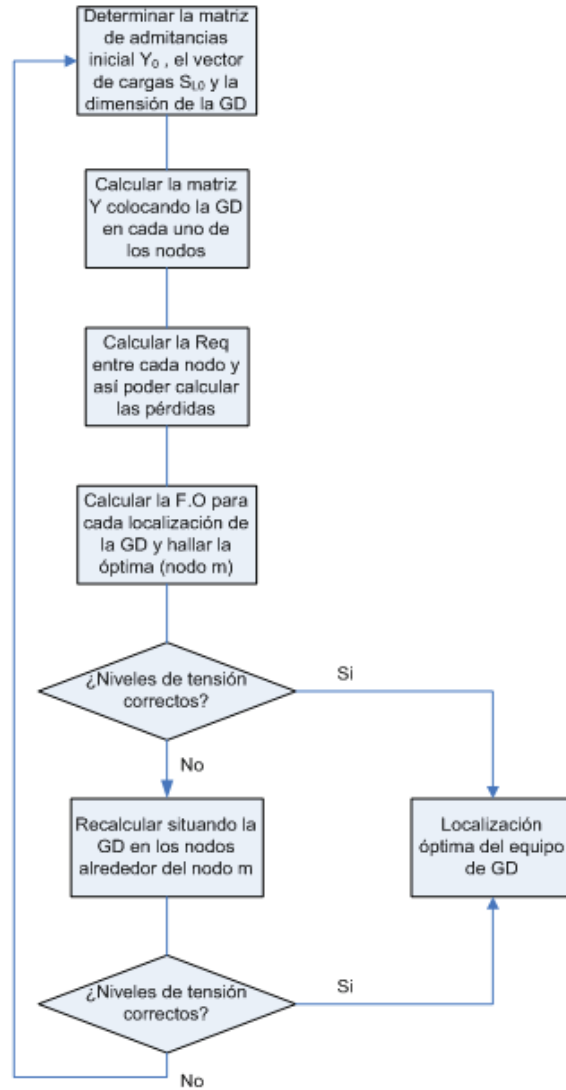 Determinar la matriz
de admitancias
inicial Y₀ , el vector
de cargas SL0 y la
dimensión de la GD
Calcular la matriz
Y colocando la GD
en cada uno de
los nodos
Calcular la Req
entre cada nodo y
así poder calcular
las pérdidas
Calcular la F.O para
cada localización de
la GD y hallar la
óptima (nodo m)
¿Niveles de tensión
correctos?
Si
No
Recalcular situando la
GD en los nodos
alrededor del nodo m
Localización
óptima del equipo
de GD
¿Niveles de tensión
correctos?
Si
No